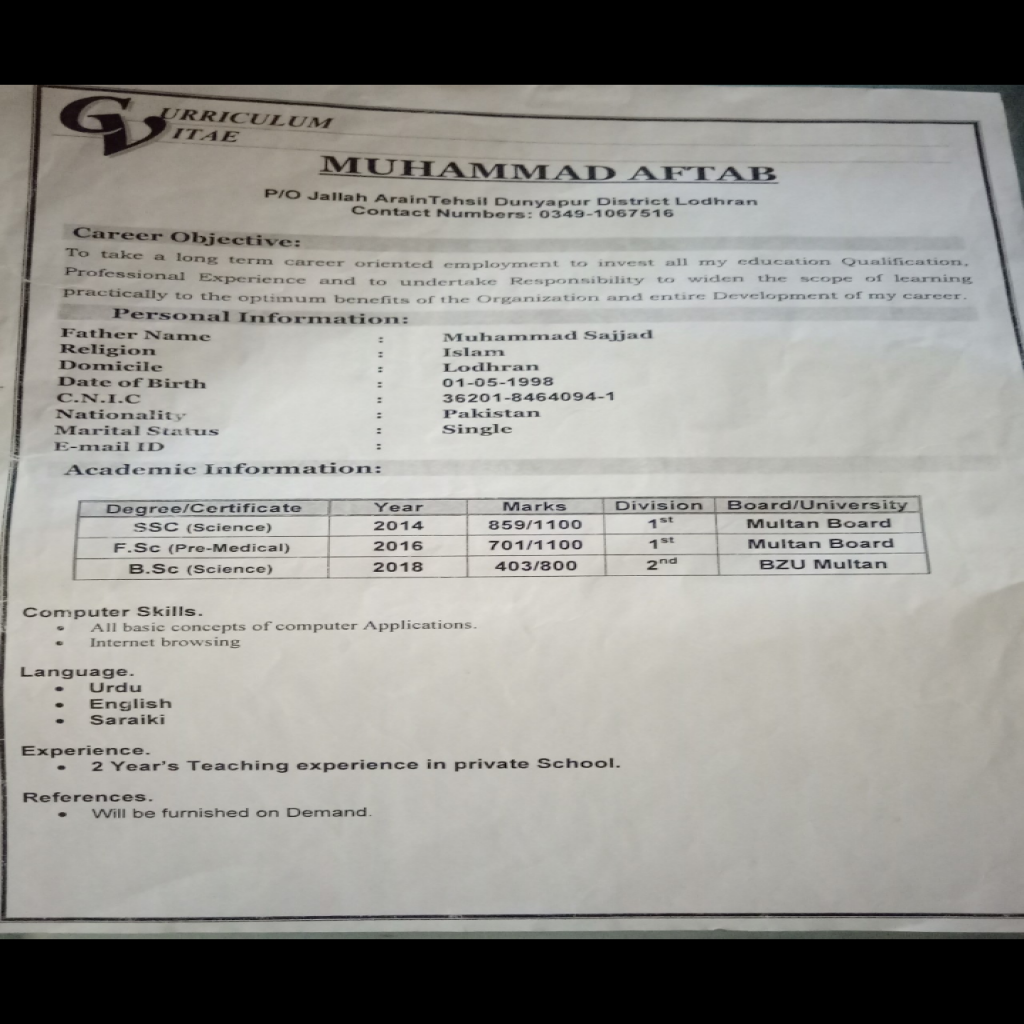 CURRICULUM
VITAE
MUHAMMAD AFTAB
P/O Jallah ArainTehsil Dunyapur District Lodhran
Contact Numbers: 0349-1067516
Career Objective:
To take a long term career oriented employment to invest all my education Qualification,
Professional Experience and to undertake Responsibility to widen the scope of learning
practically to the optimum benefits of the Organization and entire Development of my career.
Personal Information:
Father Name : Muhammad Sajjad
Religion : Islam
Domicile : Lodhran
Date of Birth : 01-05-1998
C.N.I.C : 36201-8464094-1
Nationality : Pakistan
Marital Status : Single
E-mail ID :
Academic Information:
Degree/Certificate Year Marks Division Board/University
SSC (Science) 2014 859/1100 1st Multan Board
F.Sc (Pre-Medical) 2016 701/1100 1st Multan Board
B.Sc (Science) 2018 403/800 2nd BZU Multan
Computer Skills.
• All basic concepts of computer Applications.
• Internet browsing
Language.
• Urdu
• English
• Saraiki
Experience.
• 2 Year's Teaching experience in private School.
References.
• Will be furnished on Demand.